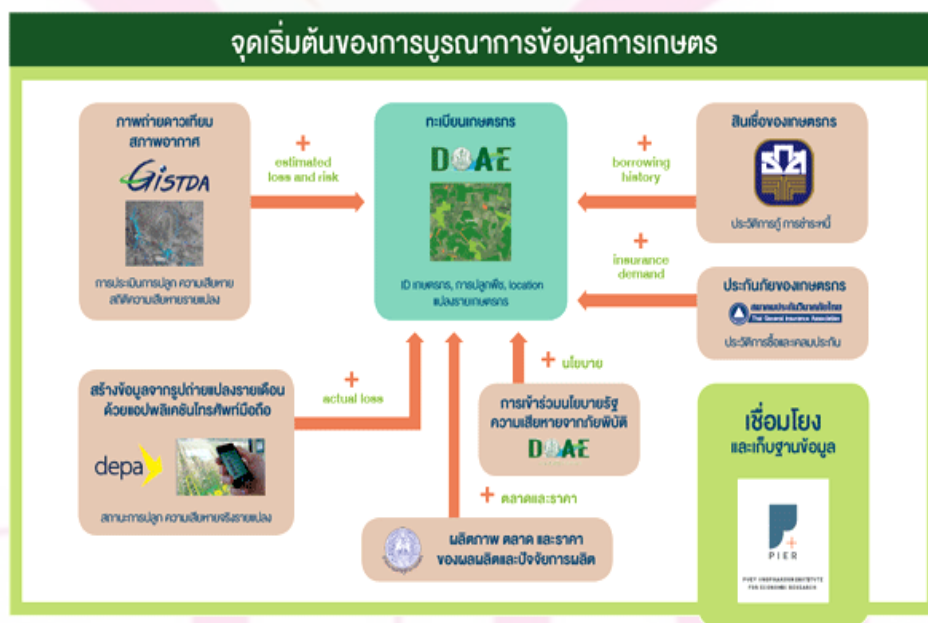 จุดเริ่มต้นของการบูรณาการข้อมูลการเกษตร
ภาพถ่ายดาวเทียม
สภาพอากาศ
GISTDA
การประเมินการปลูก ความเสียหาย
สถิติความเสียหายรายแปลง
+
estimated
loss and risk
ทะเบียนเกษตรกร
DOAE
ID เกษตรกร, การปลูกพืช, location
แปลงรายเกษตรกร
+
borrowing
history
สินเชื่อของเกษตรกร
ประวัติการกู้ การชำระหนี้
+
insurance
demand
ประกันภัยของเกษตรกร
สมาคมประกันวินาศภัยไทย
Thai General Insurance Association
ประวัติการซื้อและเคลมประกัน
สร้างข้อมูลจากรูปถ่ายแปลงรายเดือน
ด้วยแอปพลิเคชันโทรศัพท์มือถือ
depa
สถานะการปลูก ความเสียหายจริงรายแปลง
+
actual loss
+ นโยบาย
การเข้าร่วมนโยบายรัฐ
ความเสียหายจากภัยพิบัติ
DOAE
+ ตลาดและราคา
ผลิตภาพ ตลาด และราคา
ของผลผลิตและปัจจัยการผลิต
เชื่อมโยง
และเก็บฐานข้อมูล
PIER
PUEY UNGPHAKORN INSTITUTE
FOR ECONOMIC RESEARCH